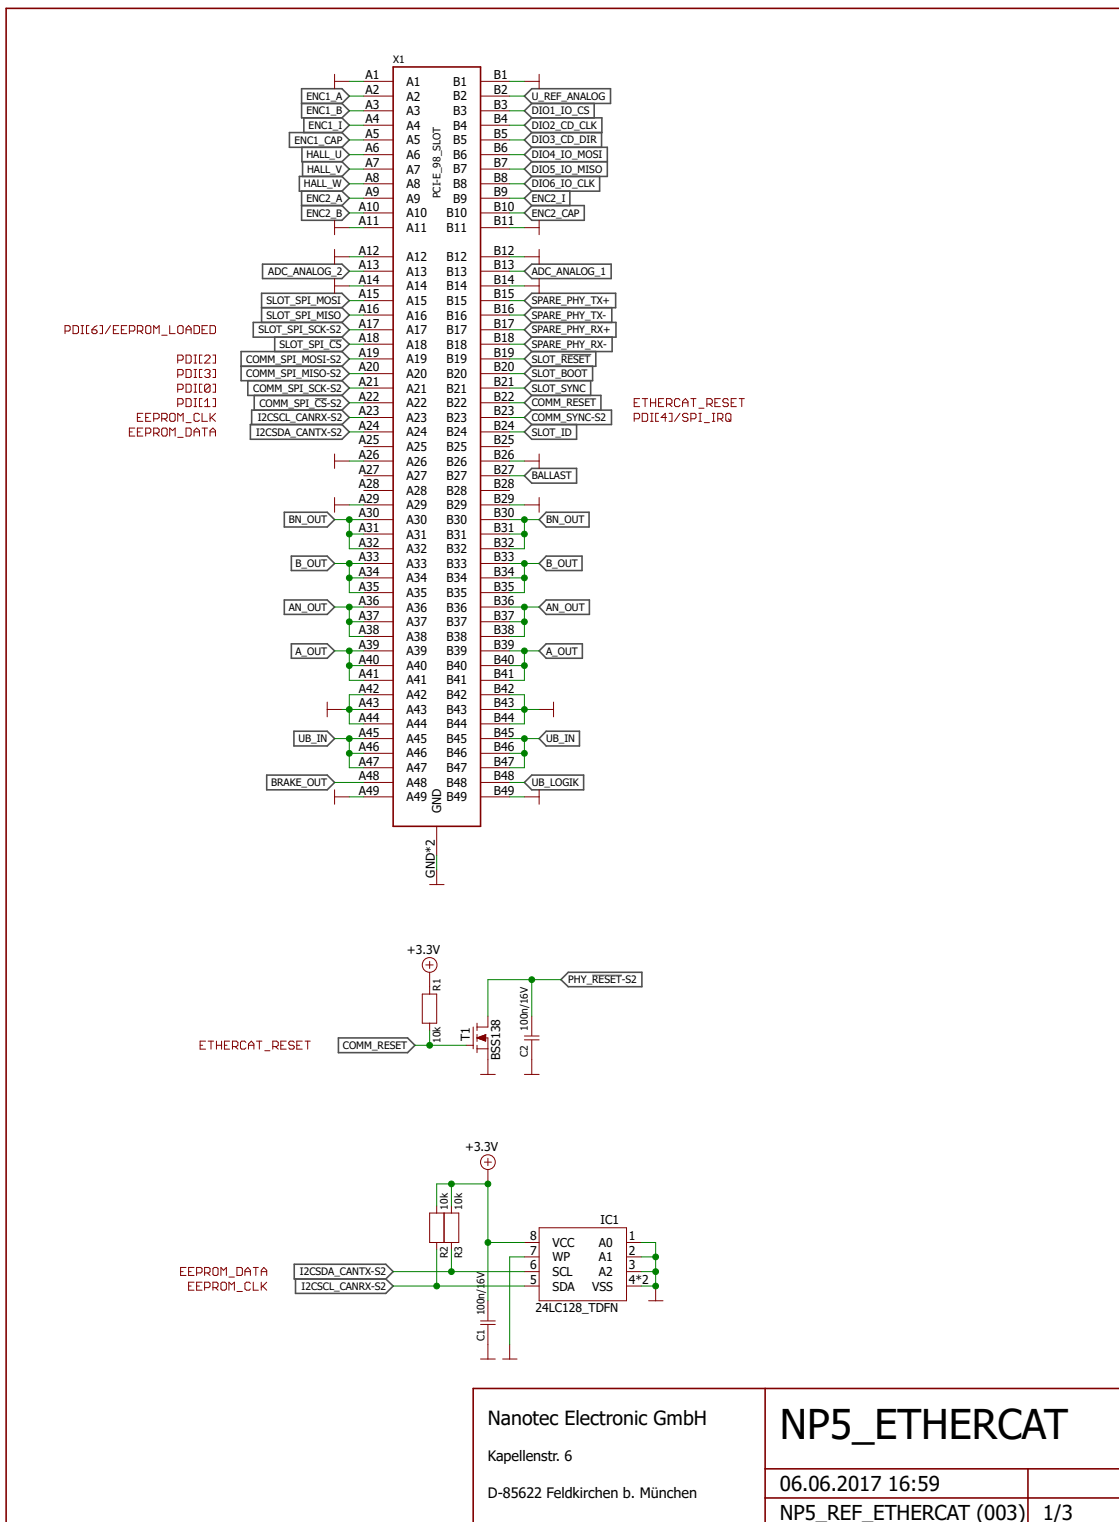 X1
A1 A1 B1 B1
ENC1_A A2 A2 B2 B2 U_REF_ANALOG
ENC1_B A3 A3 B3 B3 DIO1_IO_CS
ENC1_I A4 A4 B4 B4 DIO2_CD_CLK
ENC1_CAP A5 A5 B5 B5 DIO3_CD_DIR
HALL_U A6 A6 B6 B6 DIO4_IO_MOSI
HALL_V A7 A7 B7 B7 DIO5_IO_MISO
HALL_W A8 A8 B8 B8 DIO6_IO_CLK
ENC2_A A9 A9 B9 B9 ENC2_I
ENC2_B A10 A10 B10 B10 ENC2_CAP
A11 A11 B11 B11
PCI-E_98_SLOT
A12 A12 B12 B12
ADC_ANALOG_2 A13 A13 B13 B13 ADC_ANALOG_1
A14 A14 B14 B14
SLOT_SPI_MOSI A15 A15 B15 B15 SPARE_PHY_TX+
SLOT_SPI_MISO A16 A16 B16 B16 SPARE_PHY_TX-
PDI[6]/EEPROM_LOADED SLOT_SPI_SCK-S2 A17 A17 B17 B17 SPARE_PHY_RX+
SLOT_SPI_CS A18 A18 B18 B18 SPARE_PHY_RX-
PDI[2] COMM_SPI_MOSI-S2 A19 A19 B19 B19 SLOT_RESET
PDI[3] COMM_SPI_MISO-S2 A20 A20 B20 B20 SLOT_BOOT
PDI[0] COMM_SPI_SCK-S2 A21 A21 B21 B21 SLOT_SYNC
PDI[1] COMM_SPI_CS-S2 A22 A22 B22 B22 COMM_RESET ETHERCAT_RESET
EEPROM_CLK I2CSCL_CANRX-S2 A23 A23 B23 B23 COMM_SYNC-S2 PDI[4]/SPI_IRQ
EEPROM_DATA I2CSDA_CANTX-S2 A24 A24 B24 B24 SLOT_ID
A25 A25 B25 B25
A26 A26 B26 B26
A27 A27 B27 B27 BALLAST
A28 A28 B28 B28
A29 A29 B29 B29
BN_OUT A30 A30 B30 B30 BN_OUT
A31 A31 B31 B31
A32 A32 B32 B32
B_OUT A33 A33 B33 B33 B_OUT
A34 A34 B34 B34
A35 A35 B35 B35
AN_OUT A36 A36 B36 B36 AN_OUT
A37 A37 B37 B37
A38 A38 B38 B38
A_OUT A39 A39 B39 B39 A_OUT
A40 A40 B40 B40
A41 A41 B41 B41
A42 A42 B42 B42
A43 A43 B43 B43
A44 A44 B44 B44
UB_IN A45 A45 B45 B45 UB_IN
A46 A46 B46 B46
A47 A47 B47 B47
BRAKE_OUT A48 A48 B48 B48 UB_LOGIK
A49 A49 B49 B49
GND
GND*2
+3.3V
R1
10k
ETHERCAT_RESET COMM_RESET
T1
BSS138
100n/16V
C2
PHY_RESET-S2
+3.3V
10k
10k
R2
R3
IC1
8 VCC A0 1
7 WP A1 2
EEPROM_DATA I2CSDA_CANTX-S2 6 SCL A2 3
EEPROM_CLK I2CSCL_CANRX-S2 5 SDA VSS 4*2
24LC128_TDFN
100n/16V
C1
Nanotec Electronic GmbH
Kapellenstr. 6
D-85622 Feldkirchen b. München
NP5_ETHERCAT
06.06.2017 16:59
NP5_REF_ETHERCAT (003) 1/3